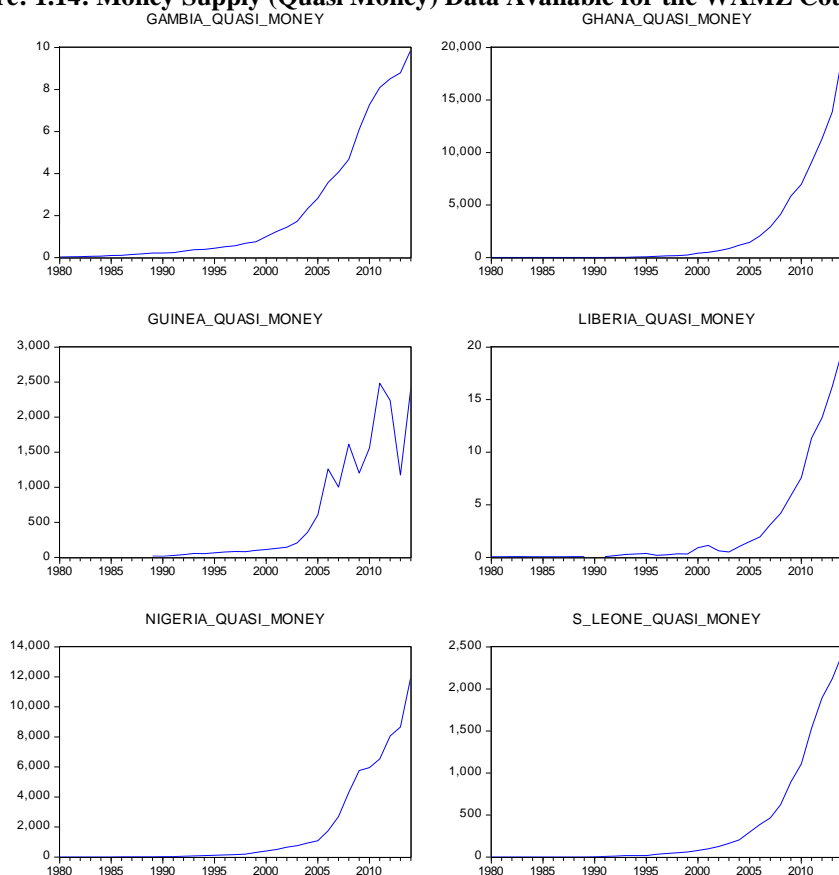 re: 1.14: Money Supply (Quasi Money) Data Available for the WAMZ Cou
GAMBIA_QUASI_MONEY
10
8
6
4
2
0
1980 1985 1990 1995 2000 2005 2010
GHANA_QUASI_MONEY
20,000
15,000
10,000
5,000
0
1980 1985 1990 1995 2000 2005 2010
GUINEA_QUASI_MONEY
3,000
2,500
2,000
1,500
1,000
500
0
1980 1985 1990 1995 2000 2005 2010
LIBERIA_QUASI_MONEY
20
15
10
5
0
1980 1985 1990 1995 2000 2005 2010
NIGERIA_QUASI_MONEY
14,000
12,000
10,000
8,000
6,000
4,000
2,000
0
1980 1985 1990 1995 2000 2005 2010
S_LEONE_QUASI_MONEY
2,500
2,000
1,500
1,000
500
0
1980 1985 1990 1995 2000 2005 2010